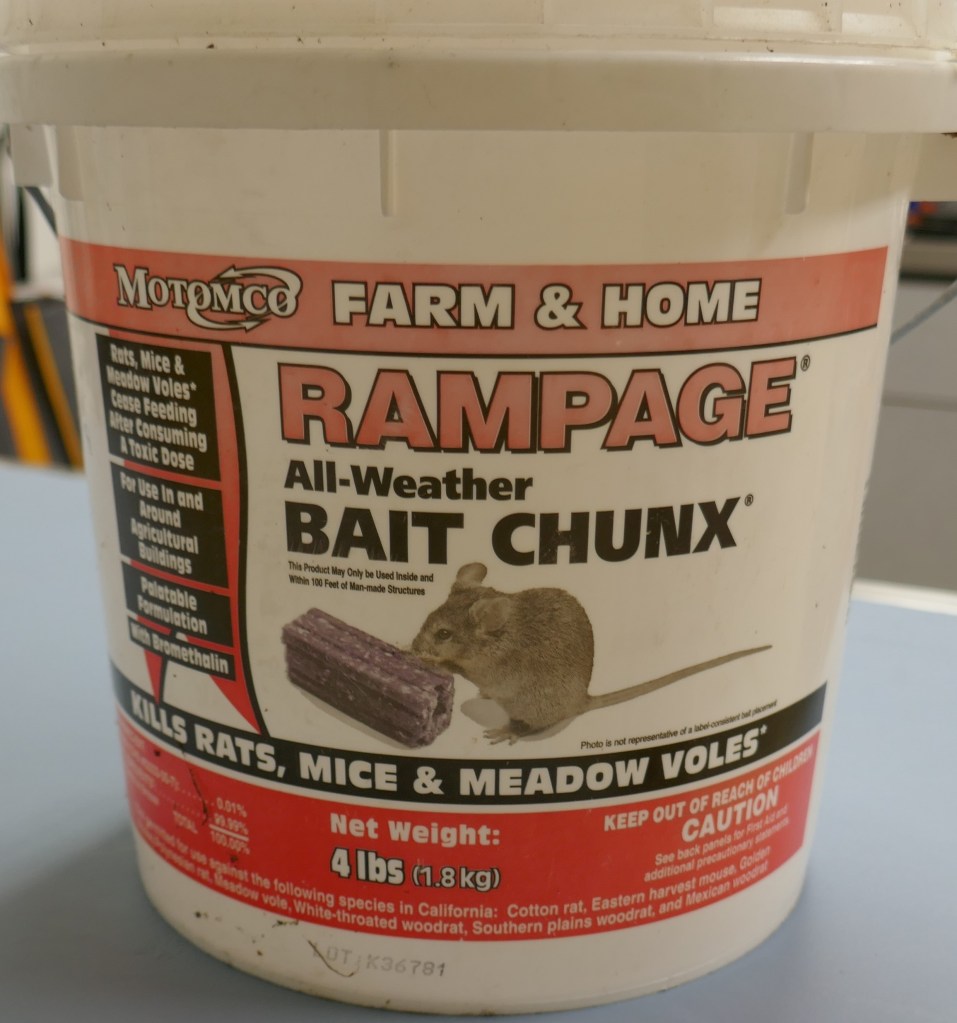 MOTOMCO FARM & HOME
Rats, Mice &
Meadow Voles*
Cease Feeding
After Consuming
A Toxic Dose
For Use In and
Around
Agricultural
Buildings
Palatable
Formulation
With Bromethalin
RAMPAGE®
All-Weather
BAIT CHUNX®
This Product May Only be Used Inside and
Within 100 Feet of Man-made Structures
Photo is not representative of a label-consistent bait placement
KILLS RATS, MICE & MEADOW VOLES*
0.01%
99.99%
TOTAL 100.00%
Net Weight:
4 lbs (1.8 kg)
KEEP OUT OF REACH OF CHILDREN
CAUTION
See back panels for First Aid and
additional precautionary statements.
for use against the following species in California: Cotton rat, Eastern harvest mouse, Golden
rat, Meadow vole, White-throated woodrat, Southern plains woodrat, and Mexican woodrat
LOT K36781